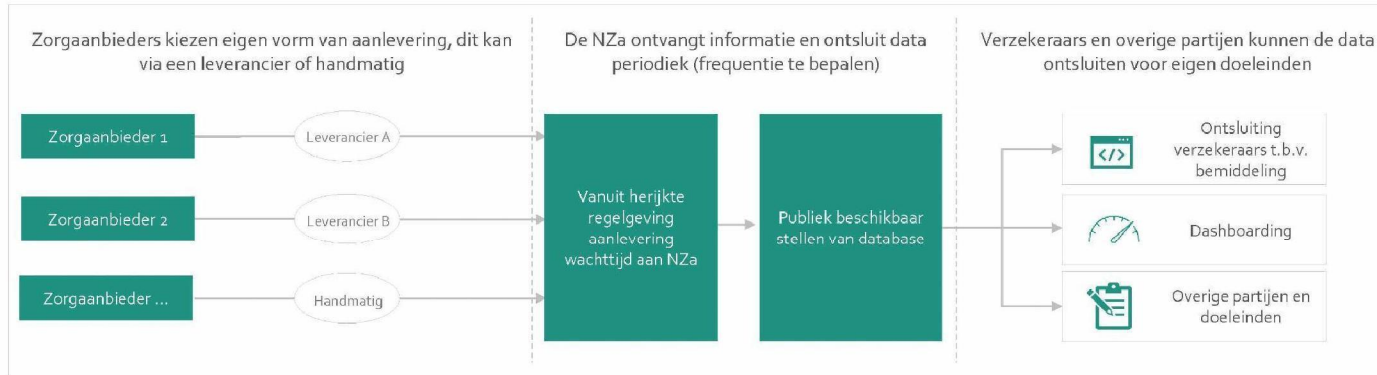 Zorgaanbieders kiezen eigen vorm van aanlevering, dit kan
via een leverancier of handmatig
De NZa ontvangt informatie en ontsluit data
periodiek (frequentie te bepalen)
Verzekeraars en overige partijen kunnen de data
ontsluiten voor eigen doeleinden
Zorgaanbieder 1
Leverancier A
Zorgaanbieder 2
Leverancier B
Zorgaanbieder ...
Handmatig
Vanuit herijkte
regelgeving
aanlevering
wachttijd aan NZa
Publiek beschikbaar
stellen van database
</>
Ontsluiting
verzekeraars t.b.v.
bemiddeling
Dashboarding
Overige partijen en
doeleinden